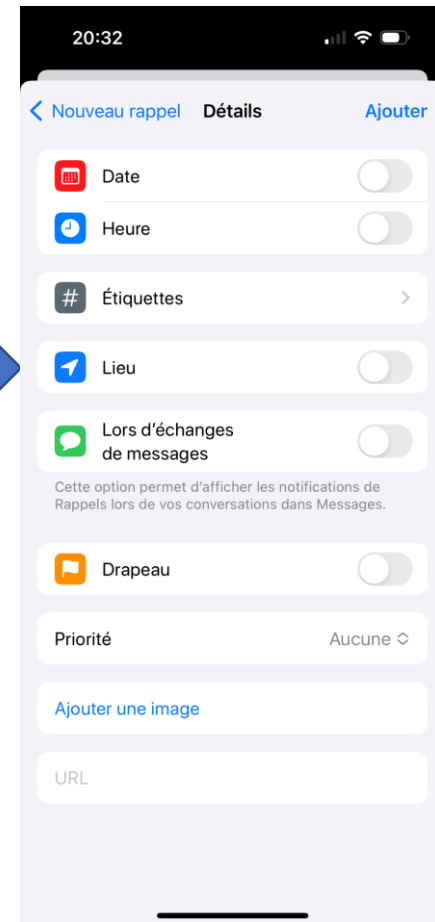 20:32
Nouveau rappel Détails Ajouter
Date
Heure
# Étiquettes
Lieu
Lors d’échanges
de messages
Cette option permet d’afficher les notifications de
Rappels lors de vos conversations dans Messages.
Drapeau
Priorité Aucune
Ajouter une image
URL